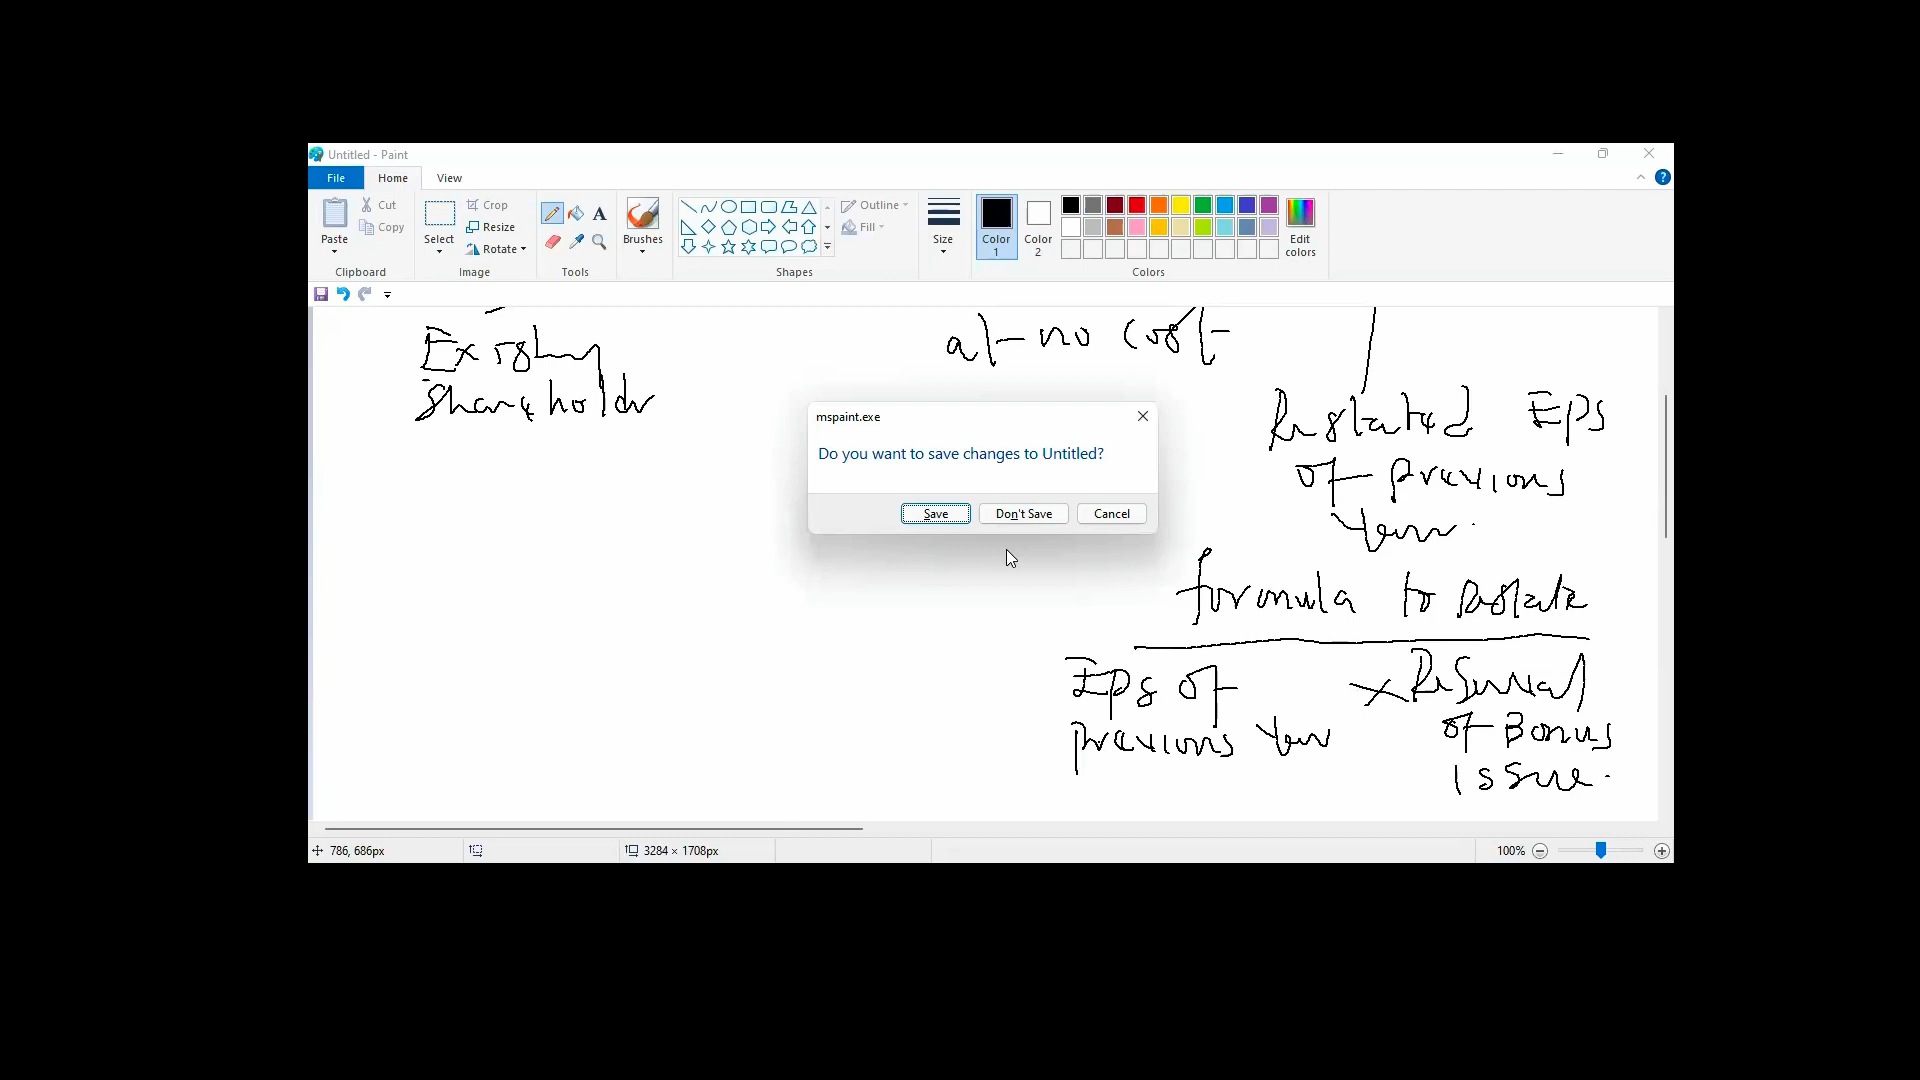 Untitled - Paint
File Home View
Paste
Cut
Copy
Clipboard
Select
Crop
Resize
Rotate
Image
A
Tools
Brushes
Shapes
Outline
Fill
Size
Color 1
Color 2
Edit colors
Colors
Existing
shareholder
at no cost
mspaint.exe
Do you want to save changes to Untitled?
Save Don't Save Cancel
Restated EPS
of previous
year.
formula to restate
EPS of
previous year
x Reciprocal
of Bonus
issue.
786, 686px
3284 × 1708px
100%